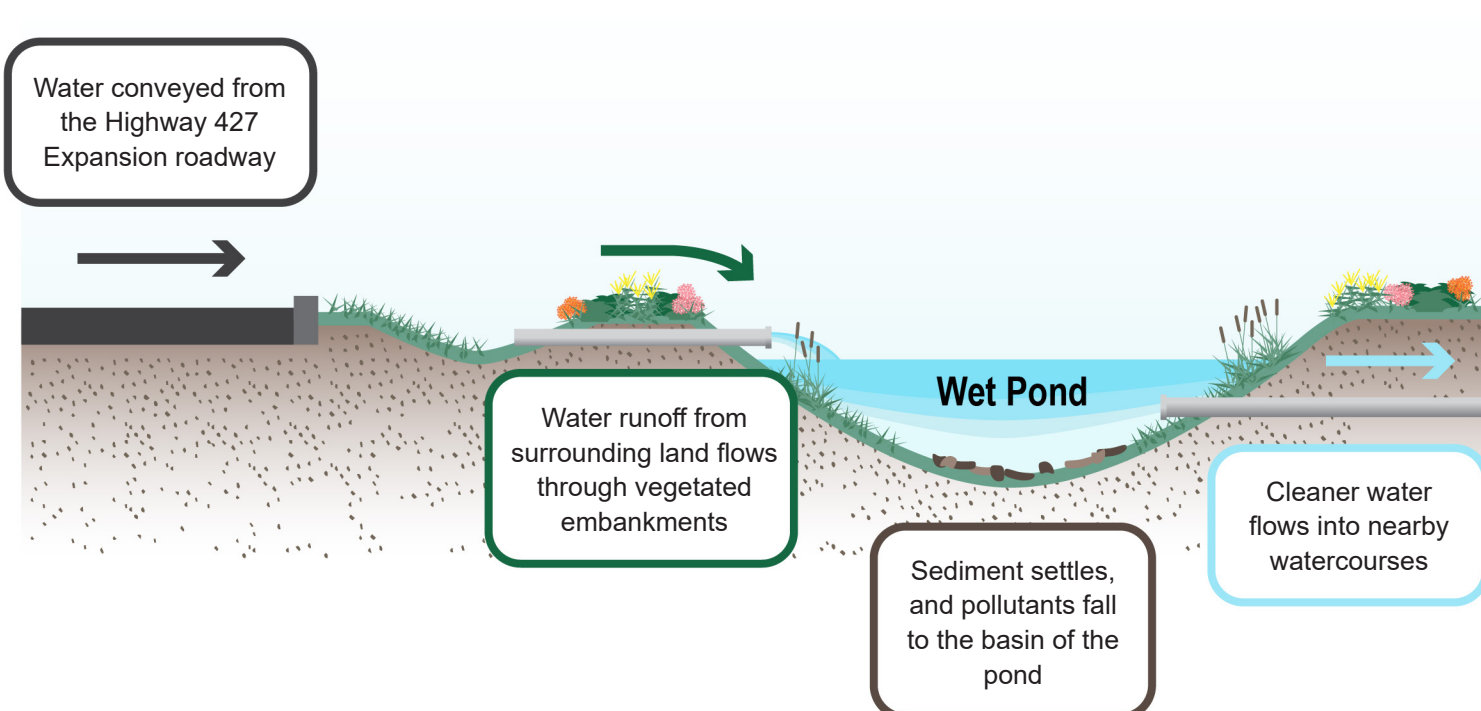 Water conveyed from
the Highway 427
Expansion roadway
Wet Pond
Water runoff from
surrounding land flows
through vegetated
embankments
Sediment settles,
and pollutants fall
to the basin of the
pond
Cleaner water
flows into nearby
watercourses